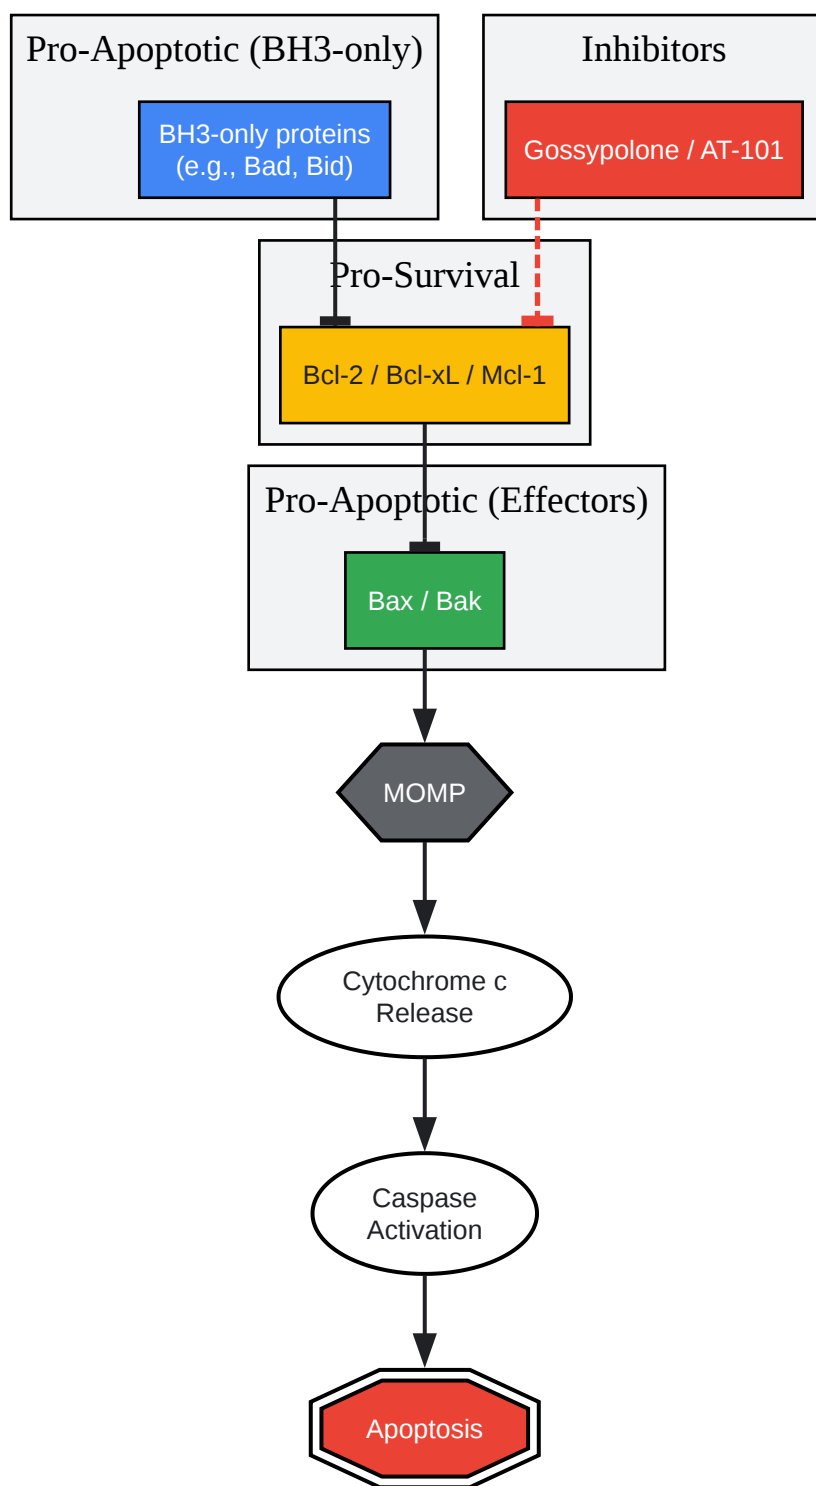 Pro-Apoptotic (BH3-only)
Inhibitors
BH3-only proteins
(e.g., Bad, Bid)
Gossypolone / AT-101
Pro-Survival
Bcl-2 / Bcl-xL / Mcl-1
Pro-Apoptotic (Effectors)
Bax / Bak
MOMP
Cytochrome c
Release
Caspase
Activation
Apoptosis